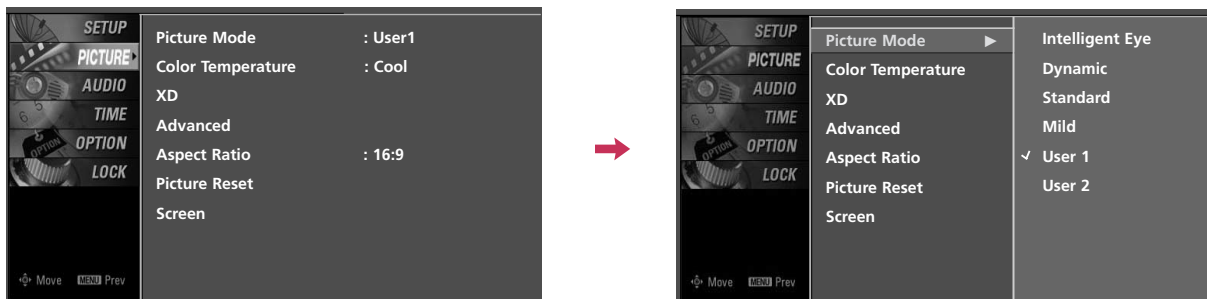 SETUP
PICTURE
AUDIO
TIME
OPTION
LOCK
Move MENU Prev
Picture Mode : User1
Color Temperature : Cool
XD
Advanced
Aspect Ratio : 16:9
Picture Reset
Screen
SETUP
PICTURE
AUDIO
TIME
OPTION
LOCK
Move MENU Prev
Picture Mode ►
Color Temperature
XD
Advanced
Aspect Ratio
Picture Reset
Screen
Intelligent Eye
Dynamic
Standard
Mild
✓ User 1
User 2